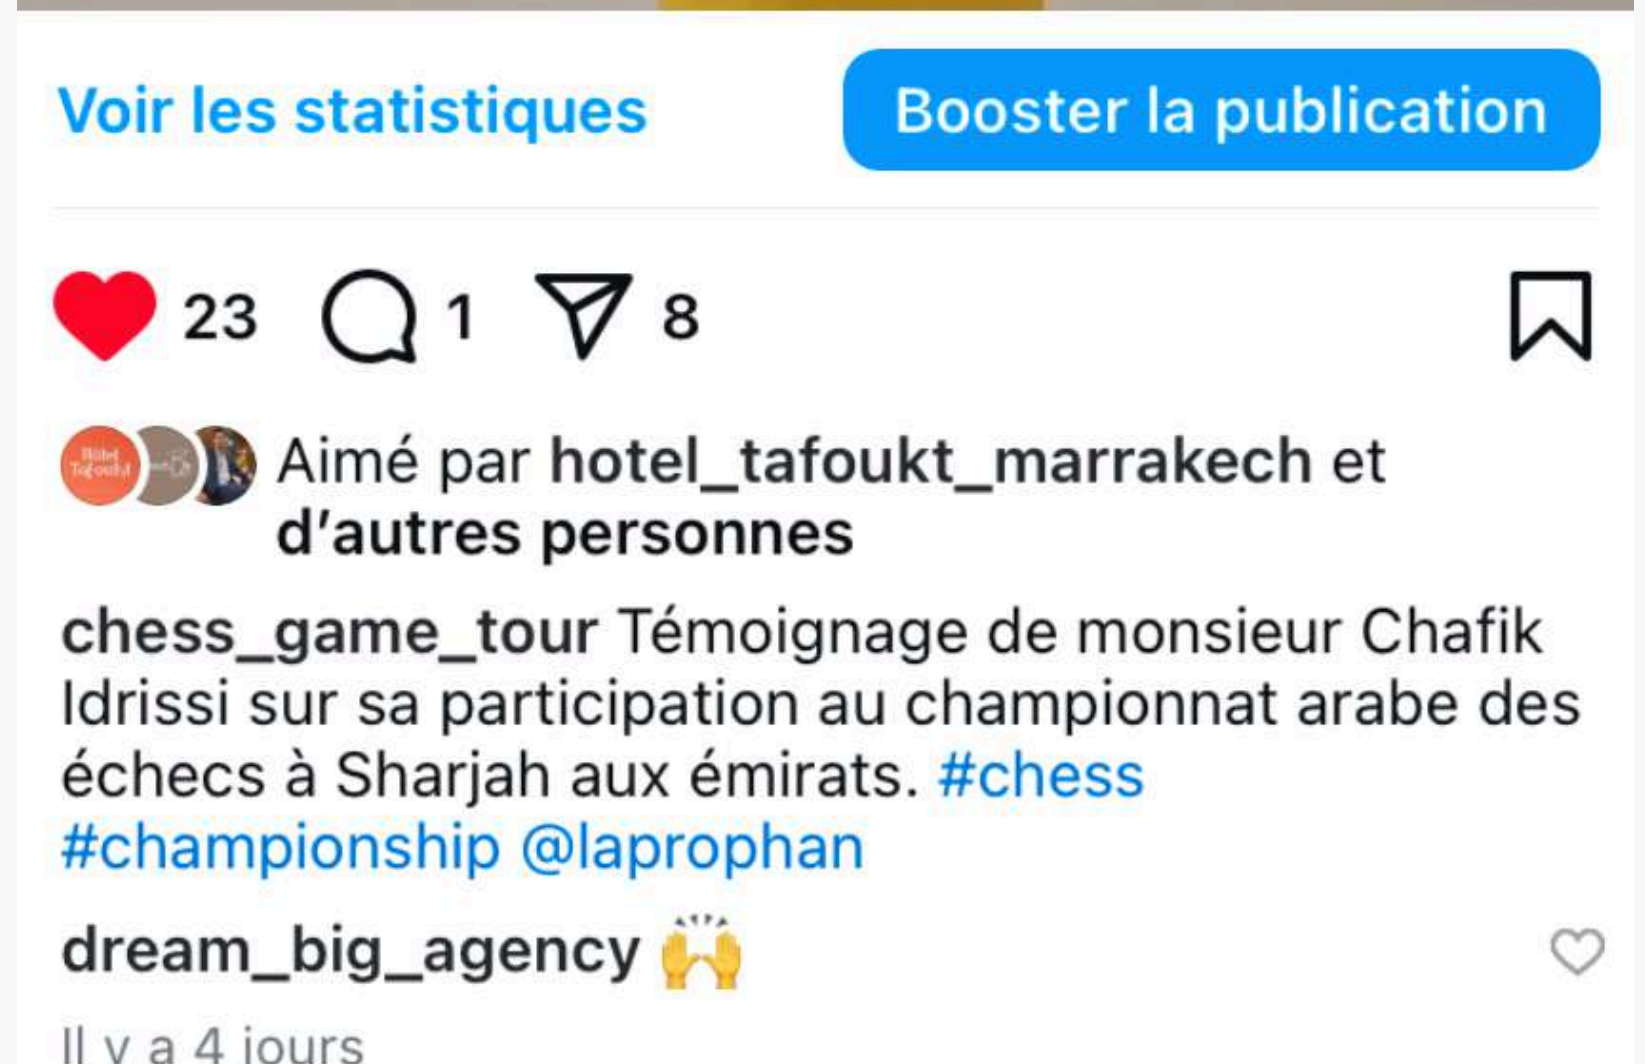 Voir les statistiques
Booster la publication
23 1 8
Hôtel
Tafoukt
Aimé par hotel_tafoukt_marrakech et
d’autres personnes
chess_game_tour Témoignage de monsieur Chafik
Idrissi sur sa participation au championnat arabe des
échecs à Sharjah aux émirats. #chess
#championship @laprophan
dream_big_agency 🙌
Il y a 4 jours